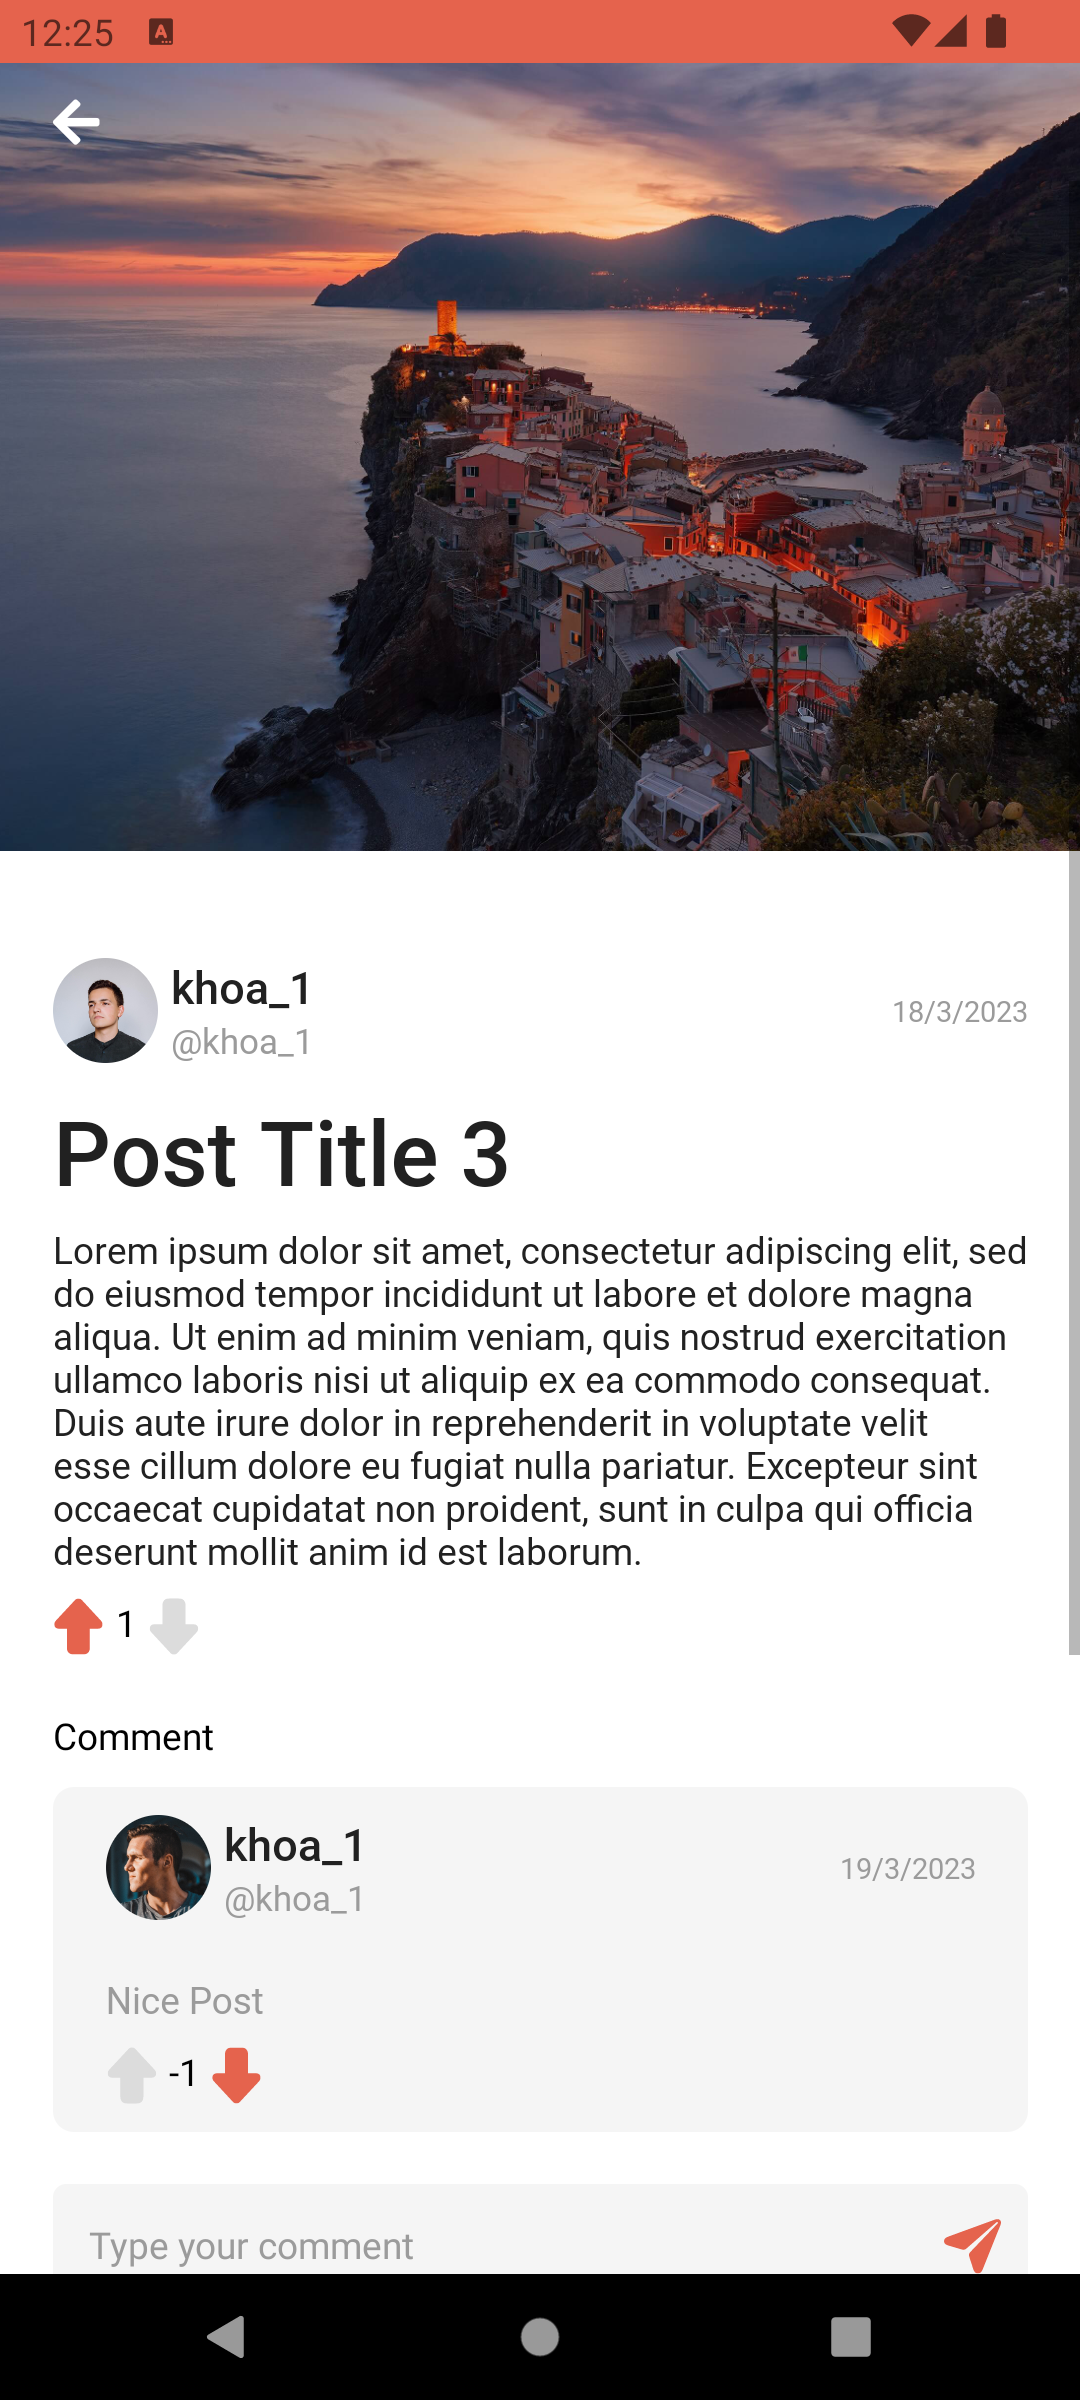 12:25
khoa_1
@khoa_1
18/3/2023
Post Title 3
Lorem ipsum dolor sit amet, consectetur adipiscing elit, sed
do eiusmod tempor incididunt ut labore et dolore magna
aliqua. Ut enim ad minim veniam, quis nostrud exercitation
ullamco laboris nisi ut aliquip ex ea commodo consequat.
Duis aute irure dolor in reprehenderit in voluptate velit
esse cillum dolore eu fugiat nulla pariatur. Excepteur sint
occaecat cupidatat non proident, sunt in culpa qui officia
deserunt mollit anim id est laborum.
1
Comment
khoa_1
@khoa_1
19/3/2023
Nice Post
-1
Type your comment